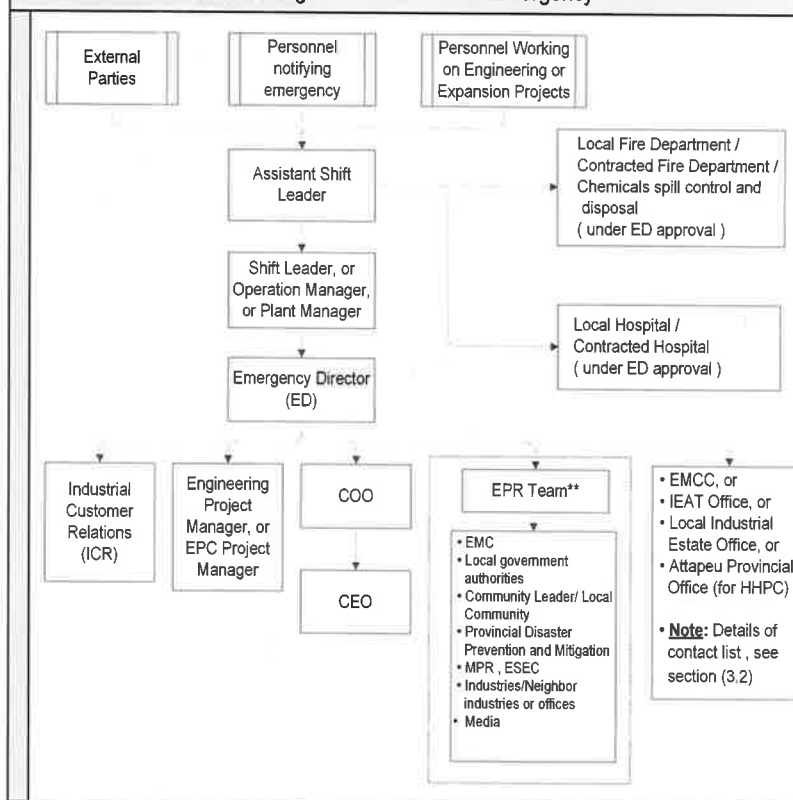 External
Parties
Personnel
notifying
emergency
Personnel Working
on Engineering or
Expansion Projects
Assistant Shift
Leader
Local Fire Department /
Contracted Fire Department /
Chemicals spill control and
disposal
( under ED approval )
Shift Leader, or
Operation Manager,
or Plant Manager
Local Hospital /
Contracted Hospital
( under ED approval )
Emergency Director
(ED)
Industrial
Customer
Relations
(ICR)
Engineering
Project
Manager, or
EPC Project
Manager
COO
CEO
EPR Team**
• EMC
• Local government
authorities
• Community Leader/ Local
Community
• Provincial Disaster
Prevention and Mitigation
• MPR , ESEC
• Industries/Neighbor
industries or offices
• Media
• EMCC, or
• IEAT Office, or
• Local Industrial
Estate Office, or
• Attapeu Provincial
Office (for HHPC)
• Note: Details of
contact list , see
section (3,2)